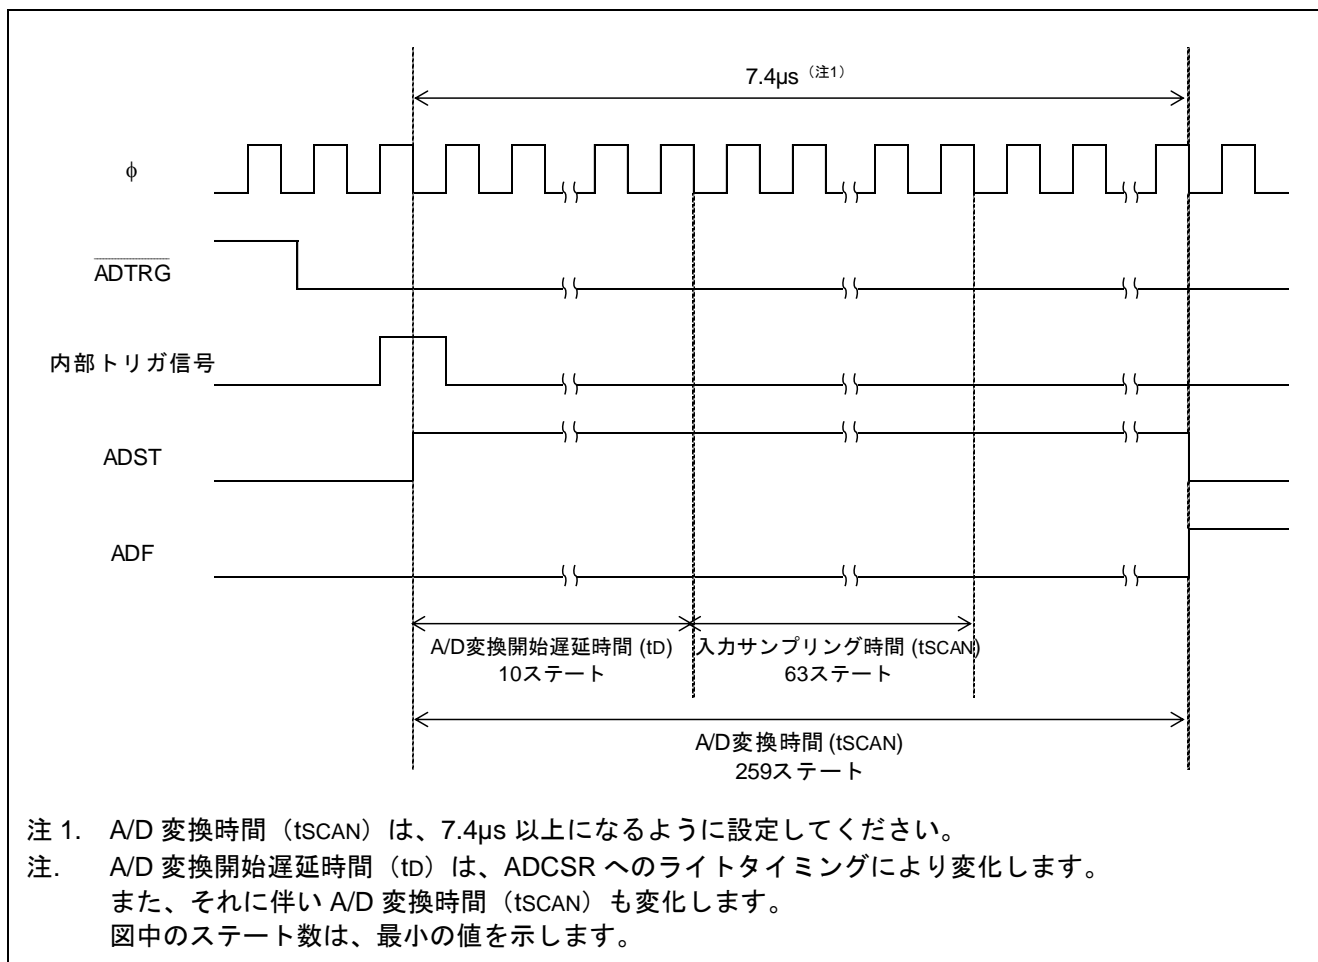 7.4µs（注1）
ϕ
ADTRG
内部トリガ信号
ADST
ADF
A/D変換開始遅延時間 (tD)
10ステート
入力サンプリング時間 (tSCAN)
63ステート
A/D変換時間 (tSCAN)
259ステート
注 1. A/D 変換時間（tSCAN）は、7.4µs 以上になるように設定してください。
注. A/D 変換開始遅延時間（tD）は、ADCSR へのライトタイミングにより変化します。
また、それに伴い A/D 変換時間（tSCAN）も変化します。
図中のステート数は、最小の値を示します。